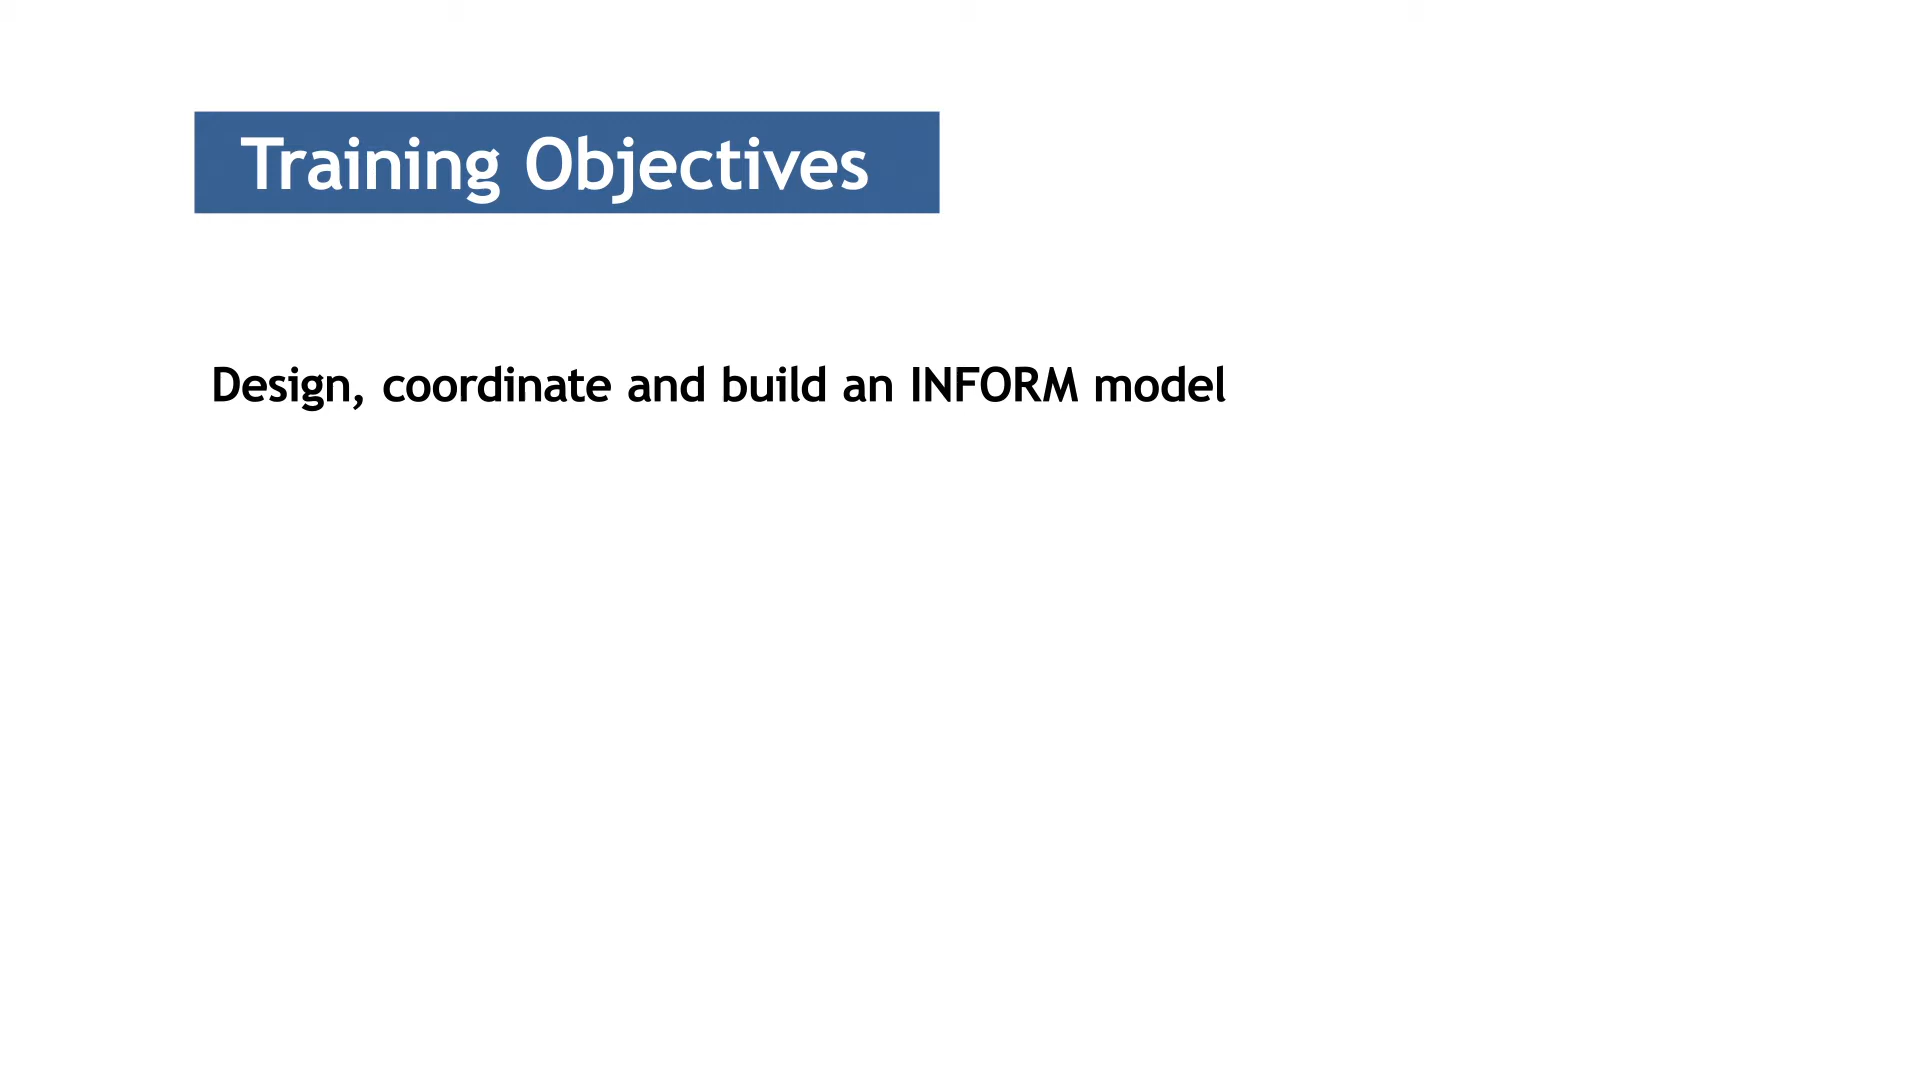 Training Objectives
Design, coordinate and build an INFORM model